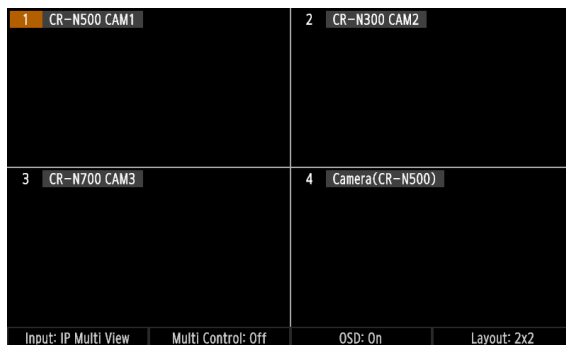 1 CR-N500 CAM1
2 CR-N300 CAM2
3 CR-N700 CAM3
4 Camera(CR-N500)
Input: IP Multi View Multi Control: Off OSD: On Layout: 2x2